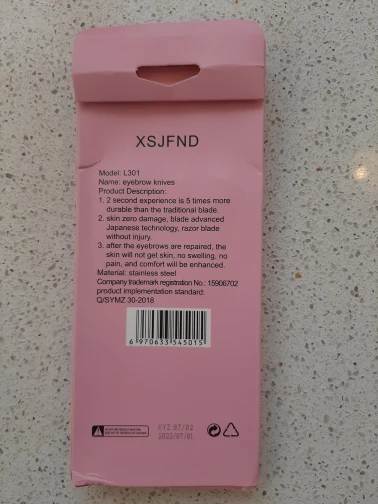 XSJFND
Model: L301
Name: eyebrow knives
Product Description:
1. 2 second experience is 5 times more
durable than the traditional blade.
2. skin zero damage, blade advanced
Japanese technology, razor blade
without injury.
3. after the eyebrows are repaired, the
skin will not get skin, no swelling, no
pain, and comfort will be enhanced.
Material: stainless steel
Company trademark registration No.: 15906702
product implementation standard:
Q/SYMZ 30-2018
6 970633 545015
XYZ 07/02
2022/07/01